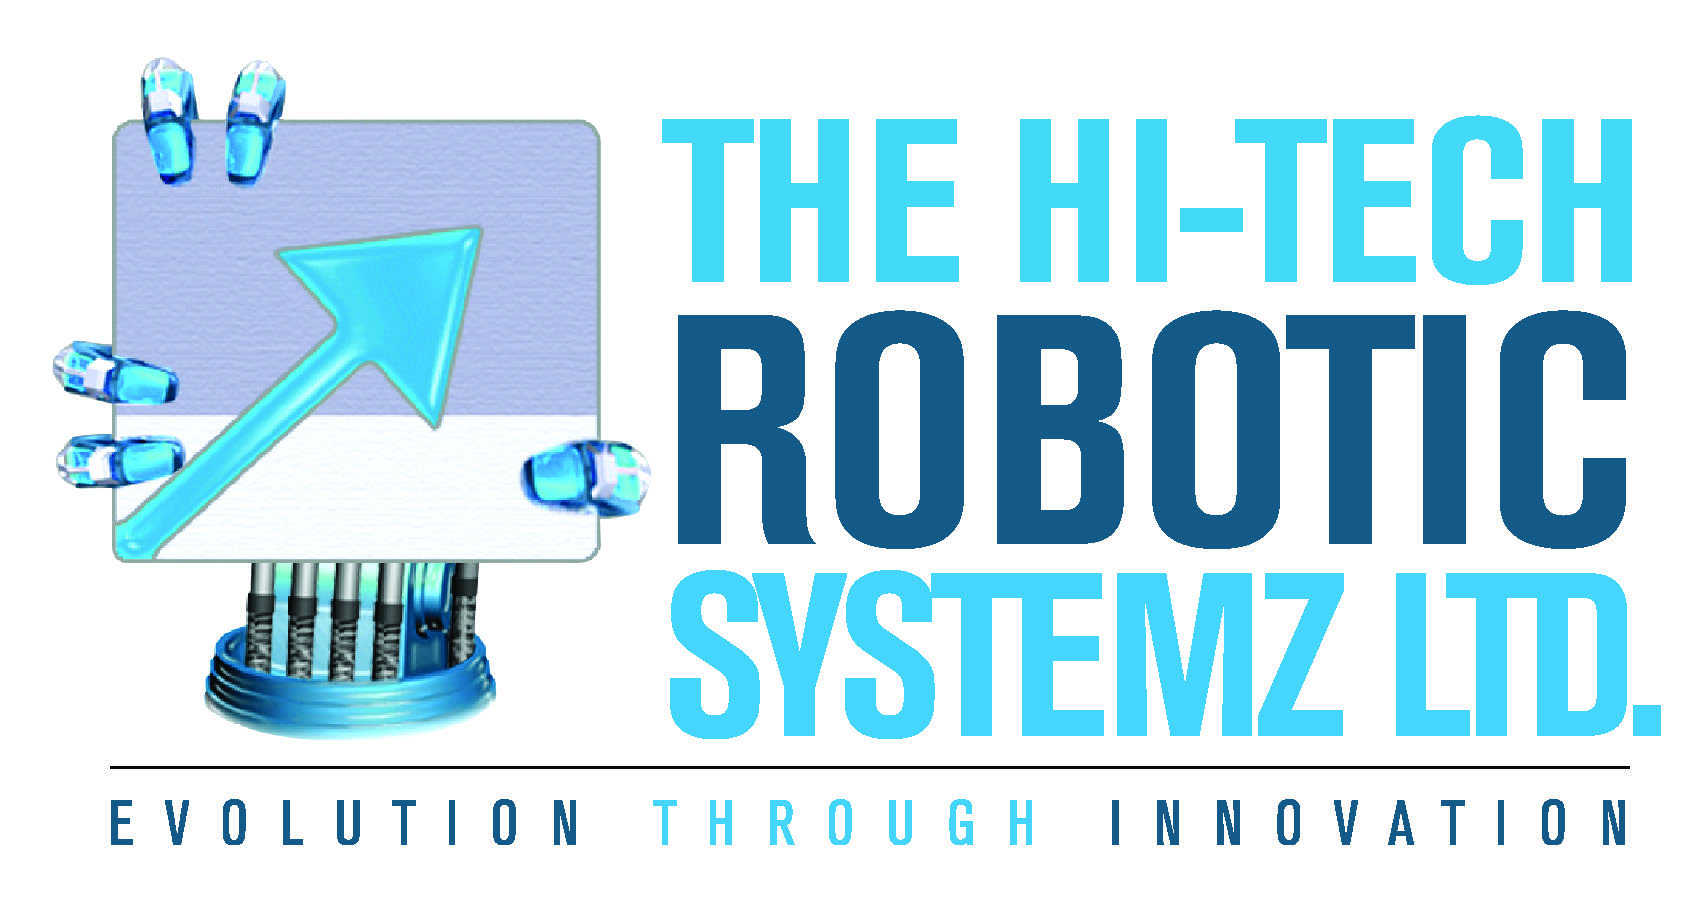 THE HI-TECH
ROBOTIC
SYSTEMZ LTD.
EVOLUTION THROUGH INNOVATION